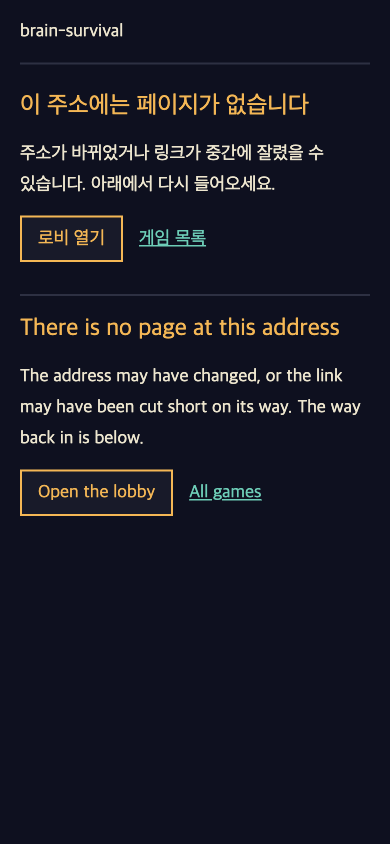 brain-survival
이 주소에는 페이지가 없습니다
주소가 바뀌었거나 링크가 중간에 잘렸을 수
있습니다. 아래에서 다시 들어오세요.
로비 열기 게임 목록
There is no page at this address
The address may have changed, or the link
may have been cut short on its way. The way
back in is below.
Open the lobby All games